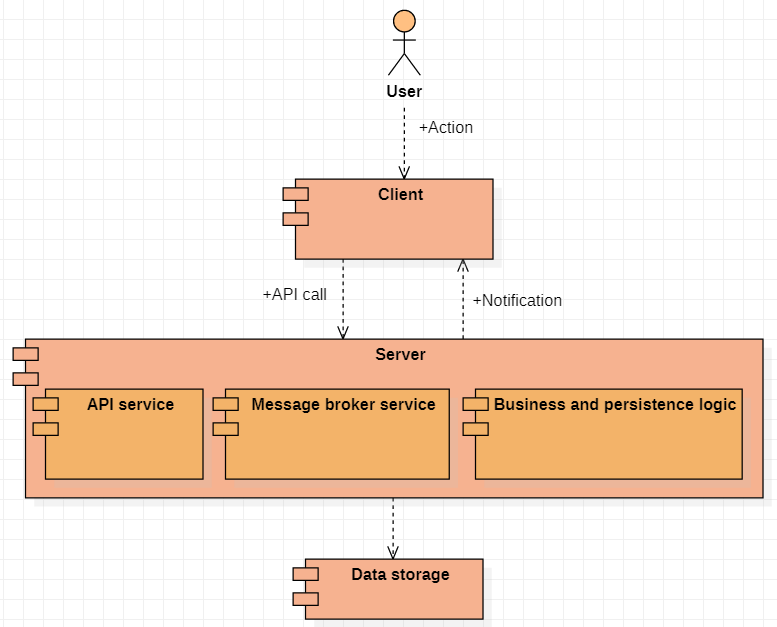 User
+Action
Client
+API call
+Notification
Server
API service
Message broker service
Business and persistence logic
Data storage